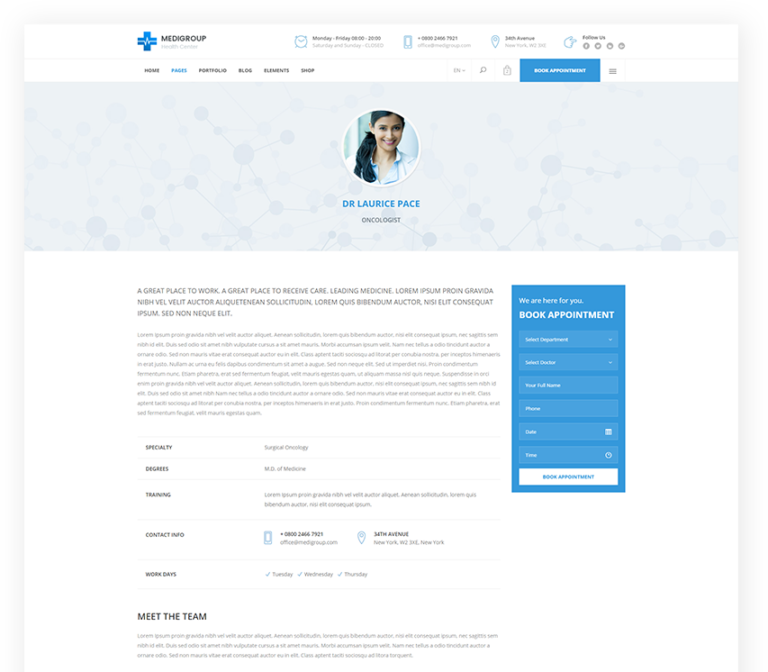 MEDIGROUP
Health Center
Monday - Friday 08:00 - 20:00
Saturday and Sunday - CLOSED
+ 0800 2466 7921
office@medigroup.com
34th Avenue
New York, WZ 3XE
Follow Us
HOME PAGES PORTFOLIO BLOG ELEMENTS SHOP
EN
BOOK APPOINTMENT
DR LAURICE PACE
ONCOLOGIST
A GREAT PLACE TO WORK. A GREAT PLACE TO RECEIVE CARE. LEADING MEDICINE. LOREM IPSUM PROIN GRAVIDA
NIBH VEL VELIT AUCTOR ALIQUETENEAN SOLLICITUDIN, LOREM QUIS BIBENDUM AUCTOR, NISI ELIT CONSEQUAT
IPSUM, SED NON NEQUE ELIT.
Lorem ipsum proin gravida nibh vel velit auctor aliquet. Aenean sollicitudin, lorem quis bibendum auctor, nisi elit consequat ipsum, nec sagittis sem
nibh id elit. Duis sed odio sit amet nibh vulputate cursus a sit amet mauris. Morbi accumsan ipsum velit. Nam nec tellus a odio tincidunt auctor a
ornare odio. Sed non mauris vitae erat consequat auctor eu in elit. Class aptent taciti sociosqu ad litora per conubia nostra, per inceptos himenaeos
in erat justo. Nullam ac urna eu felis dapibus condimentum sit amet a augue. Sed non neque elit. Sed ut imperdiet nisi. Proin condimentum
fermentum nunc. Etiam pharetra, erat sed fermentum feugiat, velit mauris egestas quam, ut aliquam massa nisl quis neque. Suspendisse in orci
enim proin gravida nibh vel velit auctor aliquet. Aenean sollicitudin, lorem quis bibendum auctor, nisi elit consequat ipsum, nec sagittis sem nibh id
elit. Duis sed odio sit amet nibh Nam nec tellus a odio tincidunt auctor a ornare odio. Sed non mauris vitae erat consequat auctor eu in elit. Class
aptent taciti sociosqu ad litora per conubia nostra, per inceptos himenaeos. Proin condimentum fermentum nunc. Etiam pharetra, erat
sed fermentum feugiat, velit mauris egestas quam.
SPECIALTY Surgical Oncology
DEGREES M.D. of Medicine
TRAINING Lorem ipsum proin gravida nibh vel velit auctor aliquet. Aenean sollicitudin, lorem quis
bibendum auctor, nisi elit consequat ipsum.
CONTACT INFO + 0800 2466 7921 34TH AVENUE
office@medigroup.com New York, WZ 3XE, New York
WORK DAYS Tuesday Wednesday Thursday
MEET THE TEAM
Lorem ipsum proin gravida nibh vel velit auctor aliquet. Aenean sollicitudin, lorem quis bibendum auctor, nisi elit consequat ipsum, nec sagittis sem
nibh id elit. Duis sed odio sit amet nibh vulputate cursus a sit amet mauris. Morbi accumsan ipsum velit. Nam nec tellus a odio tincidunt auctor a
ornare odio. Sed non mauris vitae erat consequat auctor eu in elit. Class aptent taciti litora torquent.
We are here for you.
BOOK APPOINTMENT
Select Department
Select Doctor
Your Full Name
Phone
Date
Time
BOOK APPOINTMENT